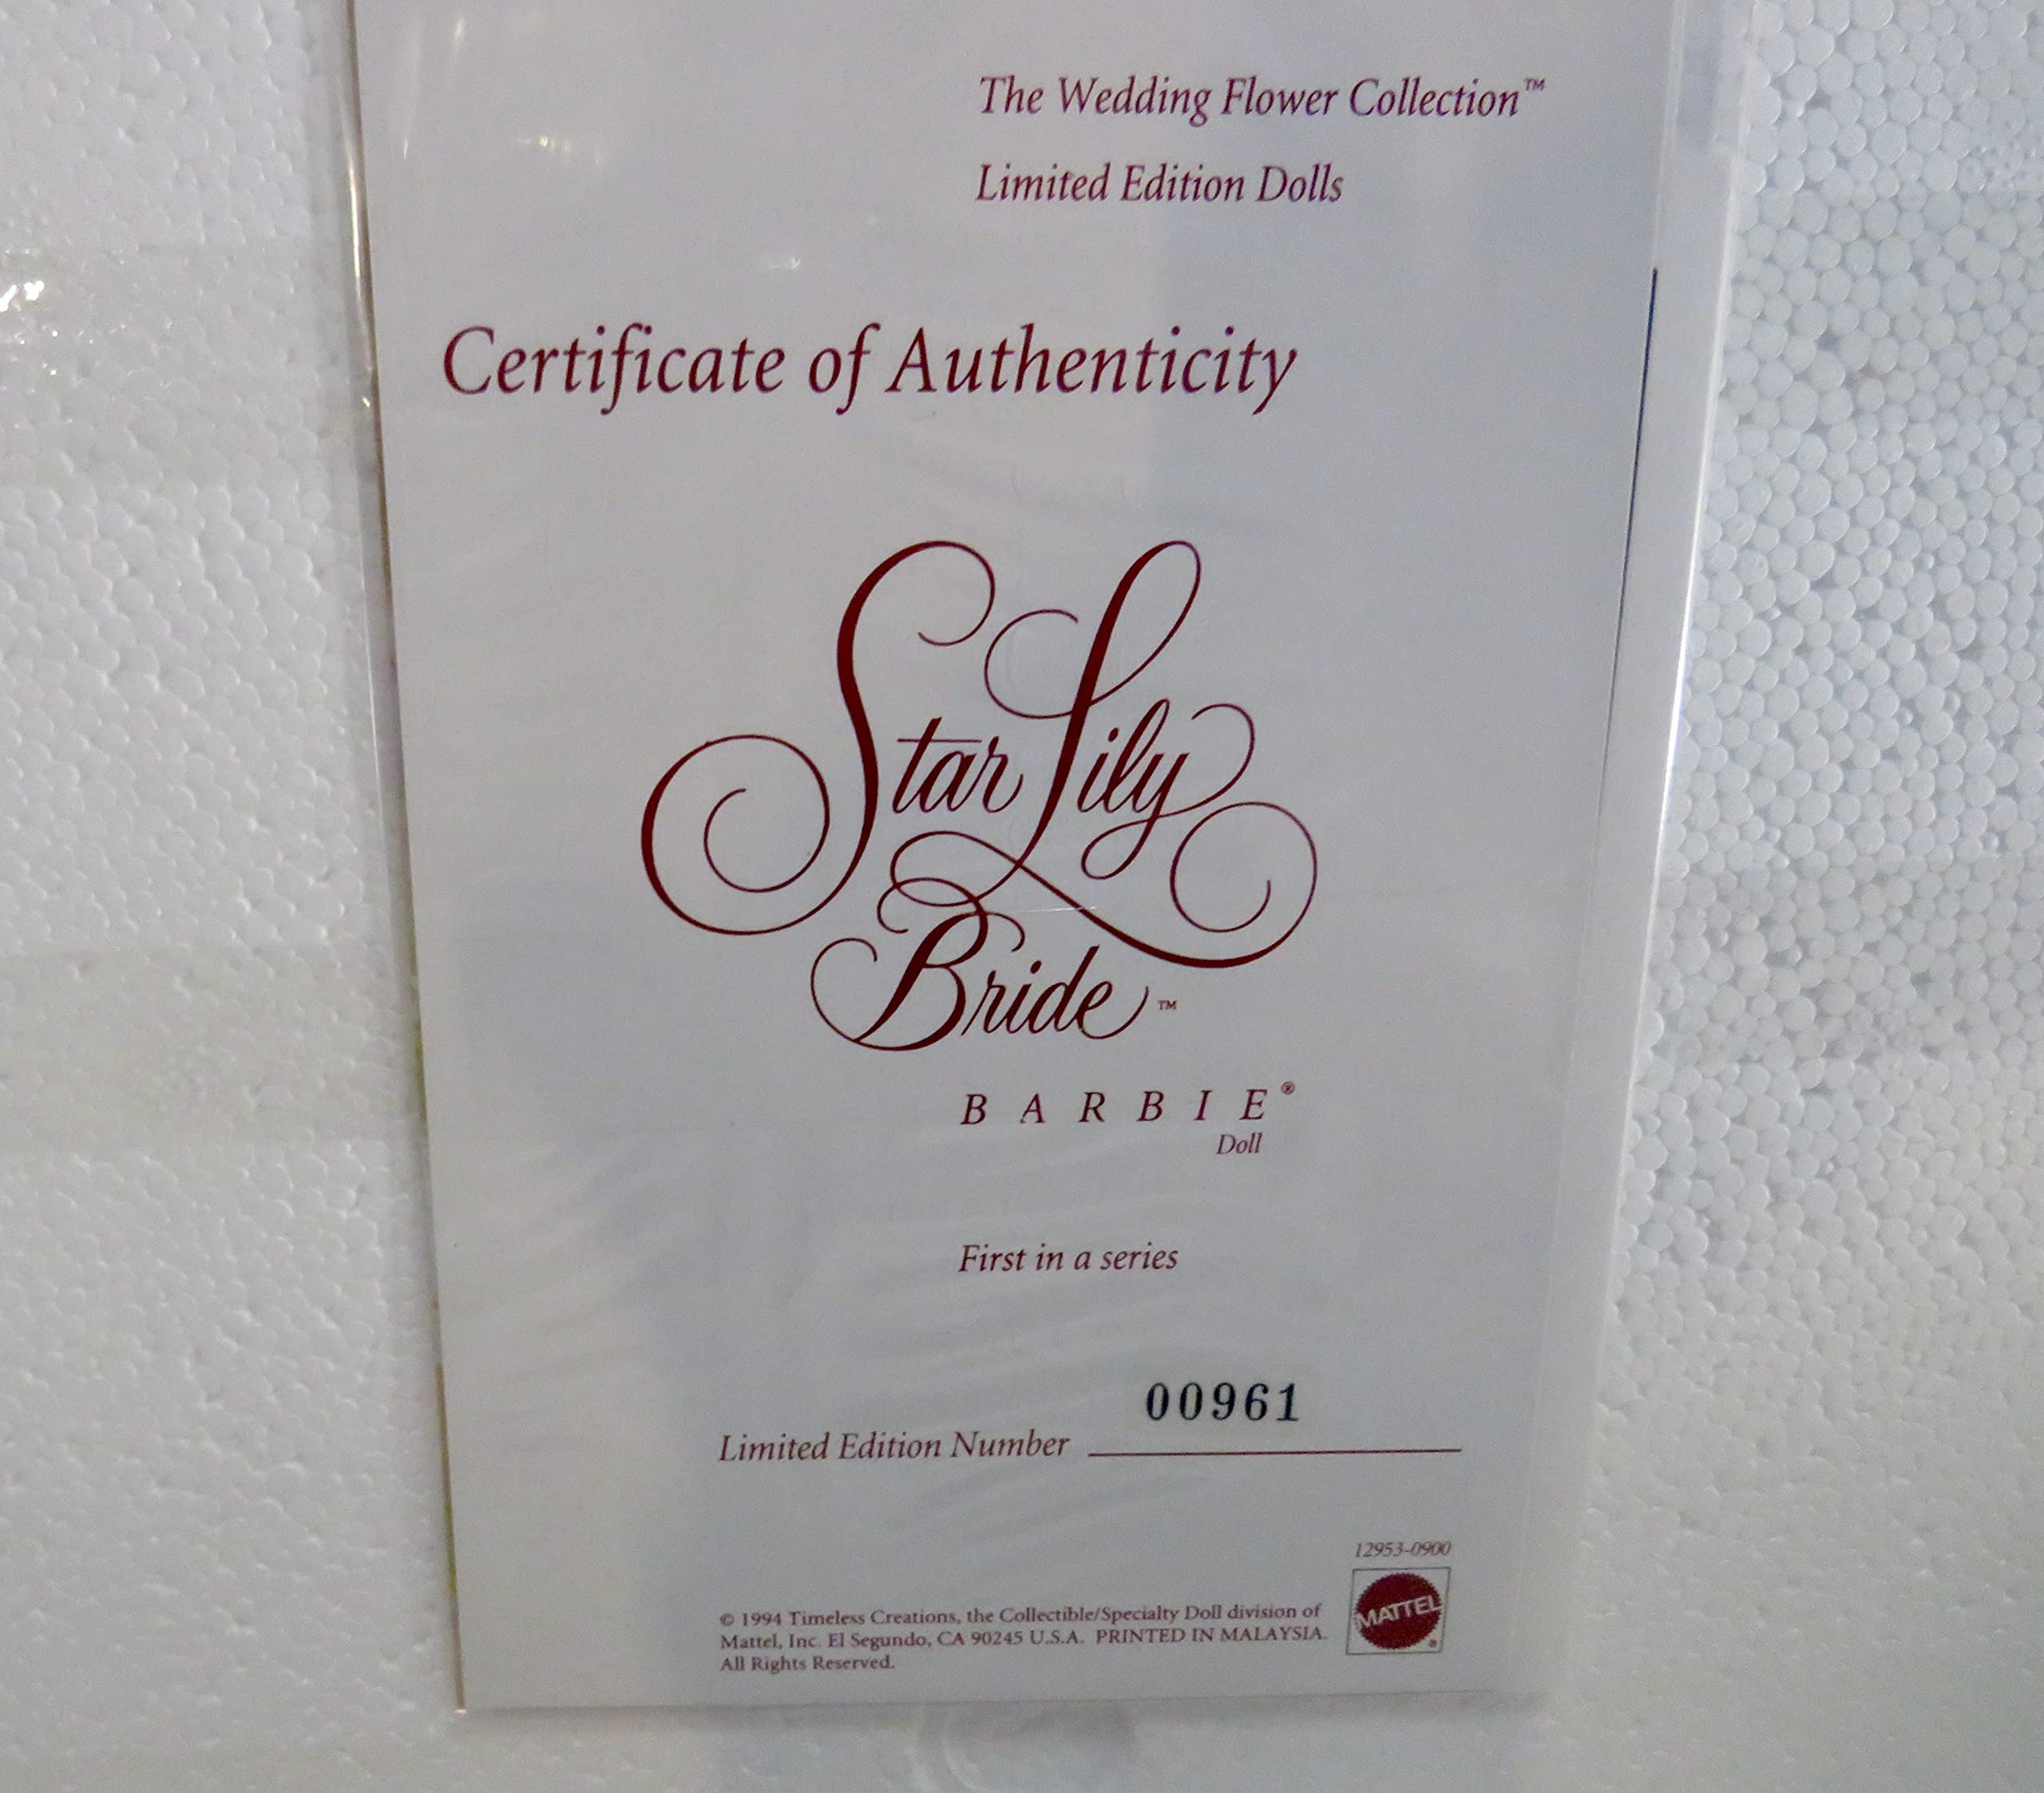 The Wedding Flower Collection™
Limited Edition Dolls
Certificate of Authenticity
Star Lily
Bride™
BARBIE®
Doll
First in a series
00961
Limited Edition Number
12953-0900
MATTEL®
© 1994 Timeless Creations, the Collectible/Specialty Doll division of
Mattel, Inc. El Segundo, CA 90245 U.S.A. PRINTED IN MALAYSIA.
All Rights Reserved.